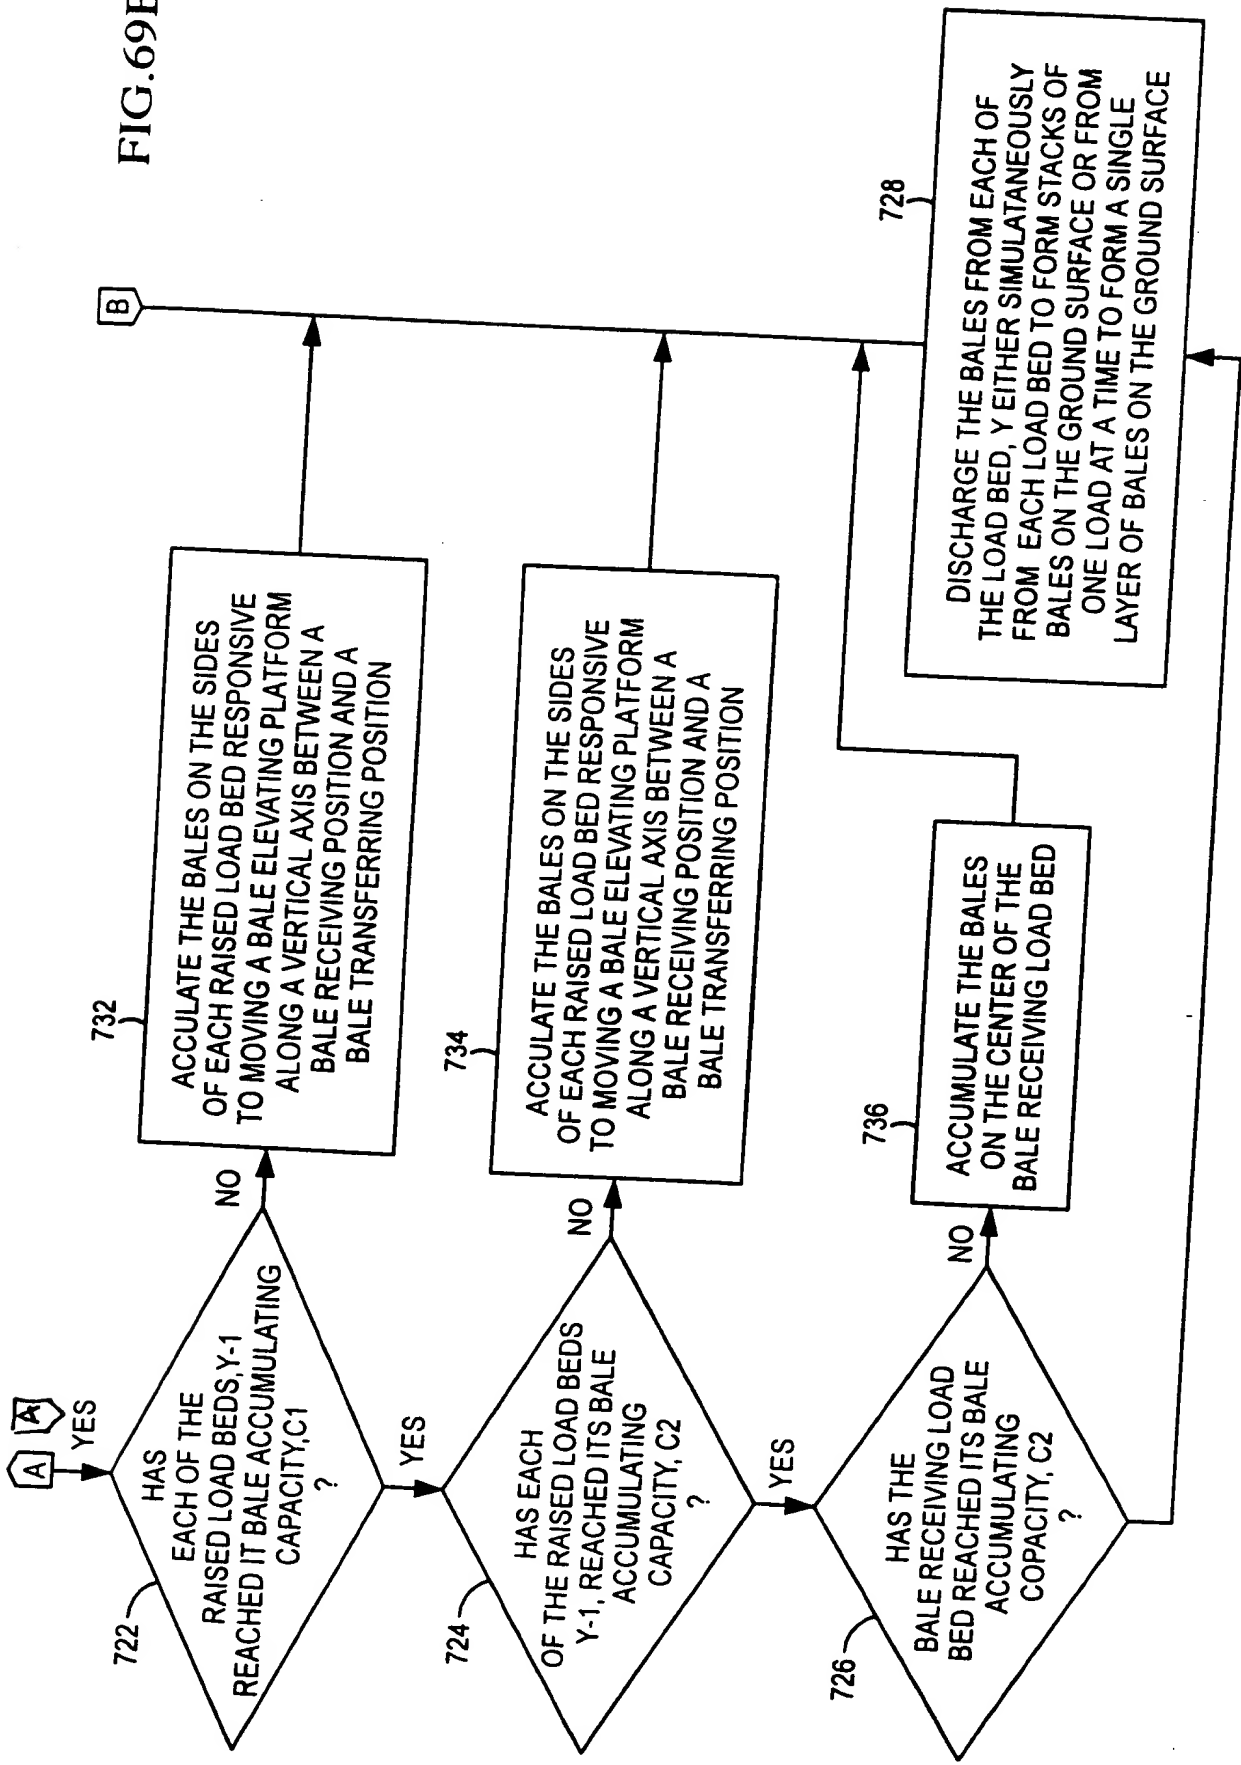 FIG.69B
A
A
YES
HAS
EACH OF THE
RAISED LOAD BEDS,Y-1
REACHED IT BALE ACCUMULATING
CAPACITY,C1
?
722
NO
732
ACCULATE THE BALES ON THE SIDES
OF EACH RAISED LOAD BED RESPONSIVE
TO MOVING A BALE ELEVATING PLATFORM
ALONG A VERTICAL AXIS BETWEEN A
BALE RECEIVING POSITION AND A
BALE TRANSFERRING POSITION
B
YES
HAS EACH
OF THE RAISED LOAD BEDS
Y-1, REACHED ITS BALE
ACCUMULATING
CAPACITY, C2
?
724
NO
734
ACCULATE THE BALES ON THE SIDES
OF EACH RAISED LOAD BED RESPONSIVE
TO MOVING A BALE ELEVATING PLATFORM
ALONG A VERTICAL AXIS BETWEEN A
BALE RECEIVING POSITION AND A
BALE TRANSFERRING POSITION
YES
HAS THE
BALE RECEIVING LOAD
BED REACHED ITS BALE
ACCUMULATING
COPACITY, C2
?
726
NO
736
ACCUMULATE THE BALES
ON THE CENTER OF THE
BALE RECEIVING LOAD BED
728
DISCHARGE THE BALES FROM EACH OF
THE LOAD BED, Y EITHER SIMULATANEOUSLY
FROM EACH LOAD BED TO FORM STACKS OF
BALES ON THE GROUND SURFACE OR FROM
ONE LOAD AT A TIME TO FORM A SINGLE
LAYER OF BALES ON THE GROUND SURFACE